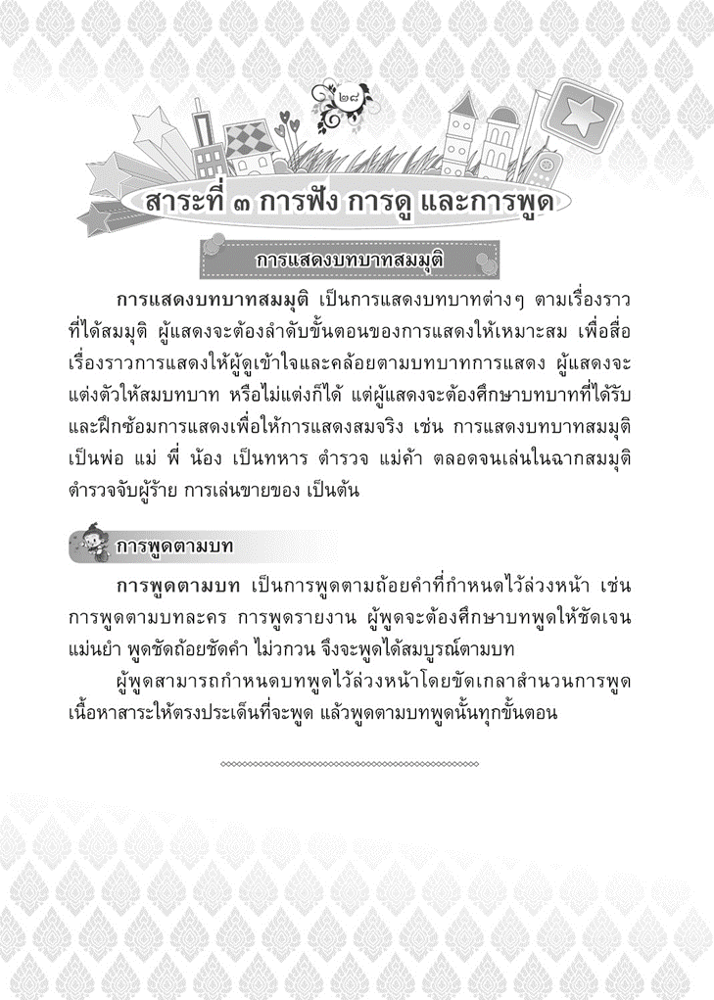 ๒๘
สาระที่ ๓ การฟัง การดู และการพูด
การแสดงบทบาทสมมุติ
การแสดงบทบาทสมมุติ เป็นการแสดงบทบาทต่างๆ ตามเรื่องราว
ที่ได้สมมุติ ผู้แสดงจะต้องลำดับขั้นตอนของการแสดงให้เหมาะสม เพื่อสื่อ
เรื่องราวการแสดงให้ผู้ดูเข้าใจและคล้อยตามบทบาทการแสดง ผู้แสดงจะ
แต่งตัวให้สมบทบาท หรือไม่แต่งก็ได้ แต่ผู้แสดงจะต้องศึกษาบทบาทที่ได้รับ
และฝึกซ้อมการแสดงเพื่อให้การแสดงสมจริง เช่น การแสดงบทบาทสมมุติ
เป็นพ่อ แม่ พี่ น้อง เป็นทหาร ตำรวจ แม่ค้า ตลอดจนเล่นในฉากสมมุติ
ตำรวจจับผู้ร้าย การเล่นขายของ เป็นต้น
การพูดตามบท
การพูดตามบท เป็นการพูดตามถ้อยคำที่กำหนดไว้ล่วงหน้า เช่น
การพูดตามบทละคร การพูดรายงาน ผู้พูดจะต้องศึกษาบทพูดให้ชัดเจน
แม่นยำ พูดชัดถ้อยชัดคำ ไม่วกวน จึงจะพูดได้สมบูรณ์ตามบท
ผู้พูดสามารถกำหนดบทพูดไว้ล่วงหน้าโดยขัดเกลาสำนวนการพูด
เนื้อหาสาระให้ตรงประเด็นที่จะพูด แล้วพูดตามบทพูดนั้นทุกขั้นตอน